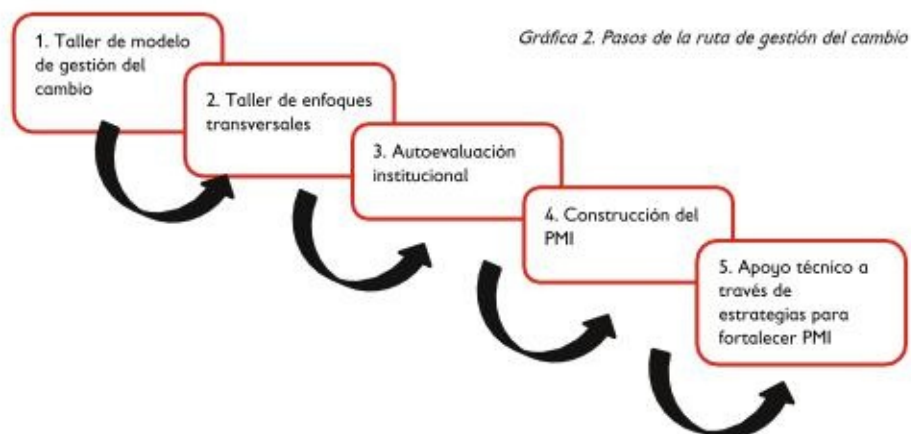 Gráfica 2. Pasos de la ruta de gestión del cambio
1. Taller de modelo
de gestión del
cambio
2. Taller de enfoques
transversales
3. Autoevaluación
institucional
4. Construcción del
PMI
5. Apoyo técnico a
través de
estrategias para
fortalecer PMI